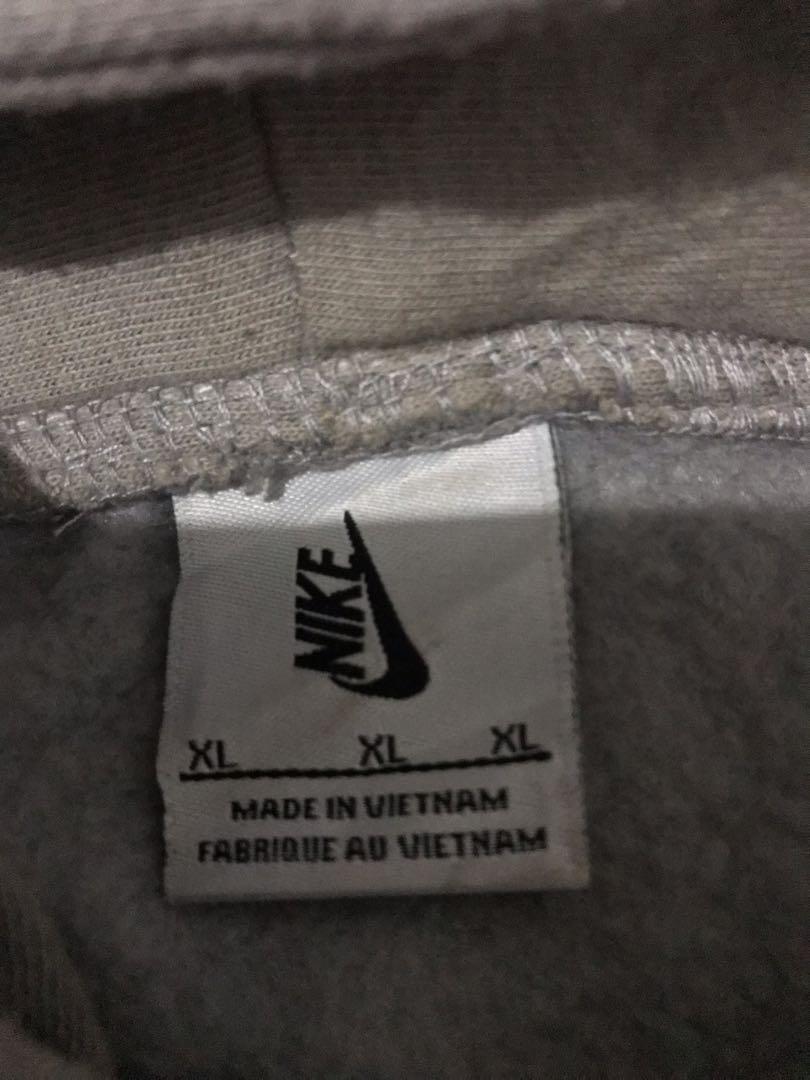 NIKE
XL XL XL
MADE IN VIETNAM
FABRIQUE AU VIETNAM